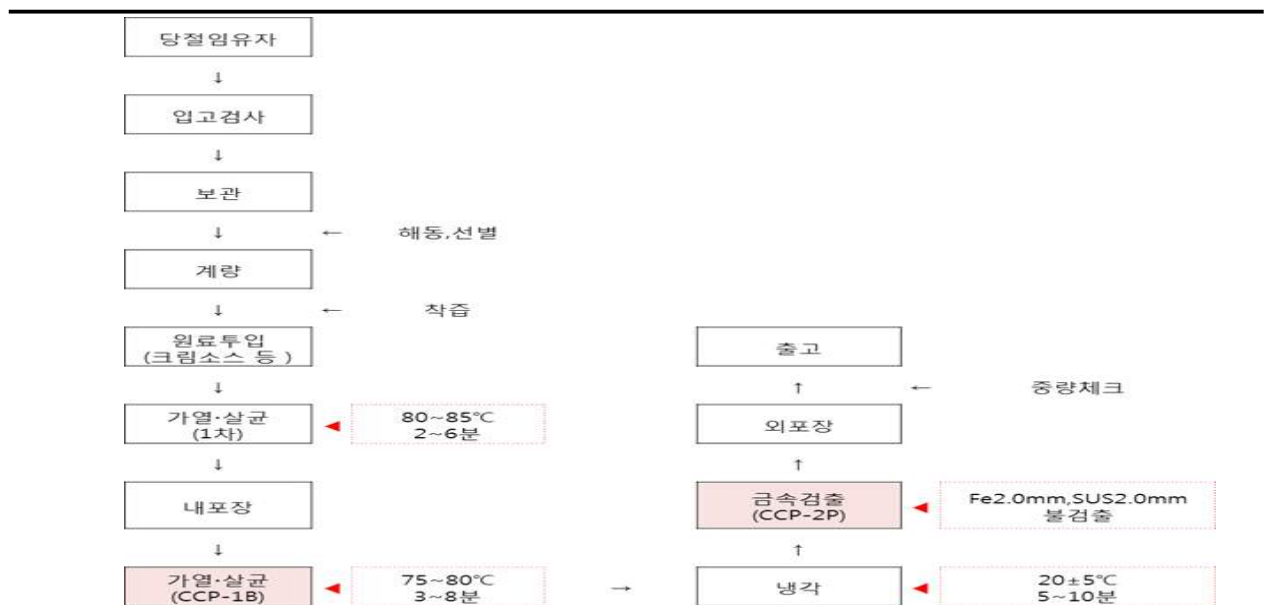 당절임유자
↓
입고검사
↓
보관
↓ ← 해동,선별
계량
↓ ← 착즙
원료투입
(크림소스 등 )
↓
가열·살균
(1차)
80~85℃
2~6분
↓
내포장
↓
가열·살균
(CCP-1B)
75~80℃
3~8분
→
냉각
20±5℃
5~10분
↑
금속검출
(CCP-2P)
Fe2.0mm,SUS2.0mm
불검출
↑
외포장
↑ ← 중량체크
출고